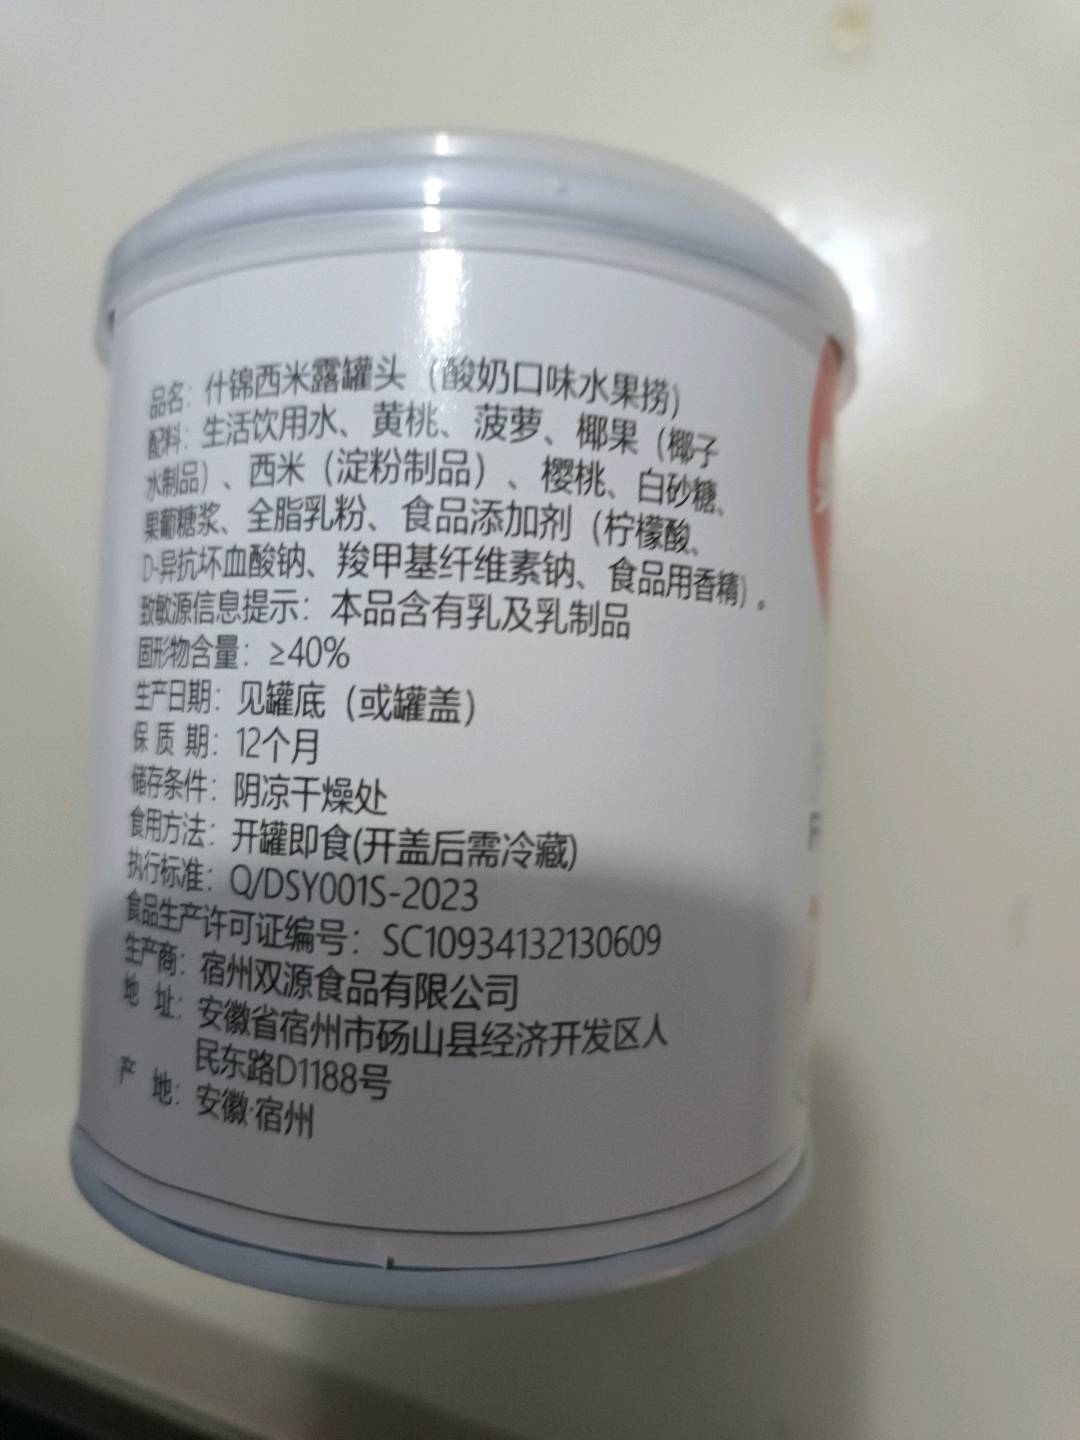 品名：什锦西米露罐头（酸奶口味水果捞）
配料：生活饮用水、黄桃、菠萝、椰果（椰子
水制品）、西米（淀粉制品）、樱桃、白砂糖、
果葡糖浆、全脂乳粉、食品添加剂（柠檬酸、
D-异抗坏血酸钠、羧甲基纤维素钠、食品用香精）。
致敏源信息提示：本品含有乳及乳制品
固形物含量：≥40%
生产日期：见罐底（或罐盖）
保质期：12个月
储存条件：阴凉干燥处
食用方法：开罐即食(开盖后需冷藏)
执行标准：Q/DSY001S-2023
食品生产许可证编号：SC10934132130609
生产商：宿州双源食品有限公司
地址：安徽省宿州市砀山县经济开发区人
民东路D1188号
产地：安徽·宿州